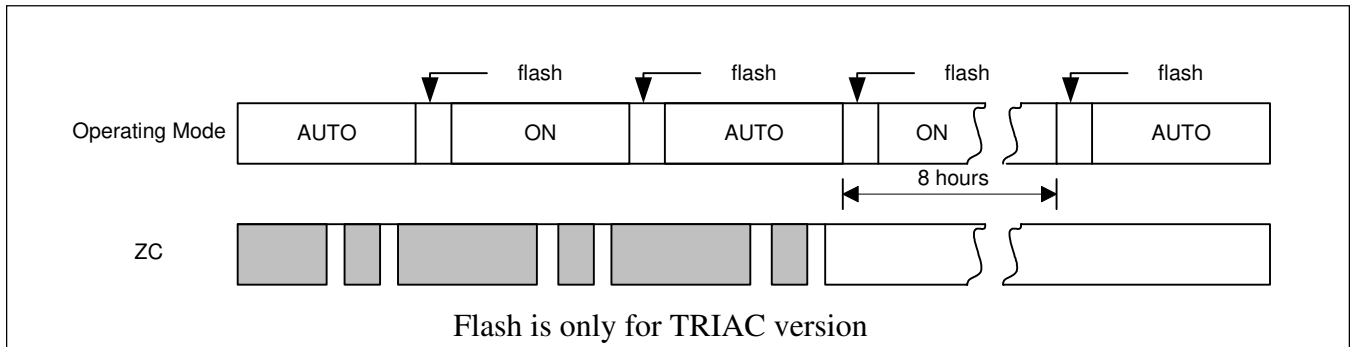 flash flash flash flash
Operating Mode AUTO ON AUTO ON AUTO
8 hours
ZC
Flash is only for TRIAC version